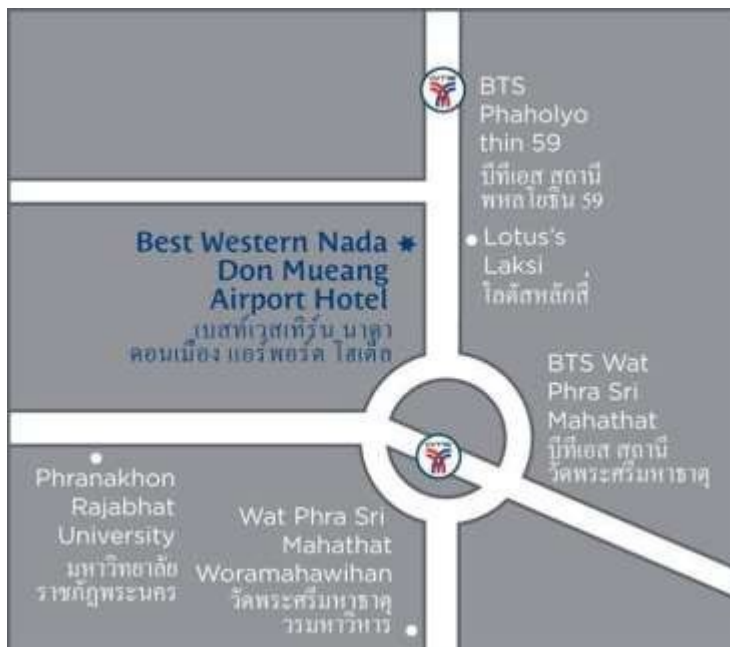 BTS
BTS
Phaholyo
thin 59
บีทีเอส สถานี
พหลโยธิน 59
Best Western Nada
Don Mueang
Airport Hotel
เบสท์เวสเทิร์น นาดา
ดอนเมือง แอร์พอร์ต โฮเต็ล
Lotus's
Laksi
โลตัสหลักสี่
BTS Wat
Phra Sri
Mahathat
บีทีเอส สถานี
วัดพระศรีมหาธาตุ
BTS
Phranakhon
Rajabhat
University
มหาวิทยาลัย
ราชภัฏพระนคร
Wat Phra Sri
Mahathat
Woramahawihan
วัดพระศรีมหาธาตุ
วรมหาวิหาร